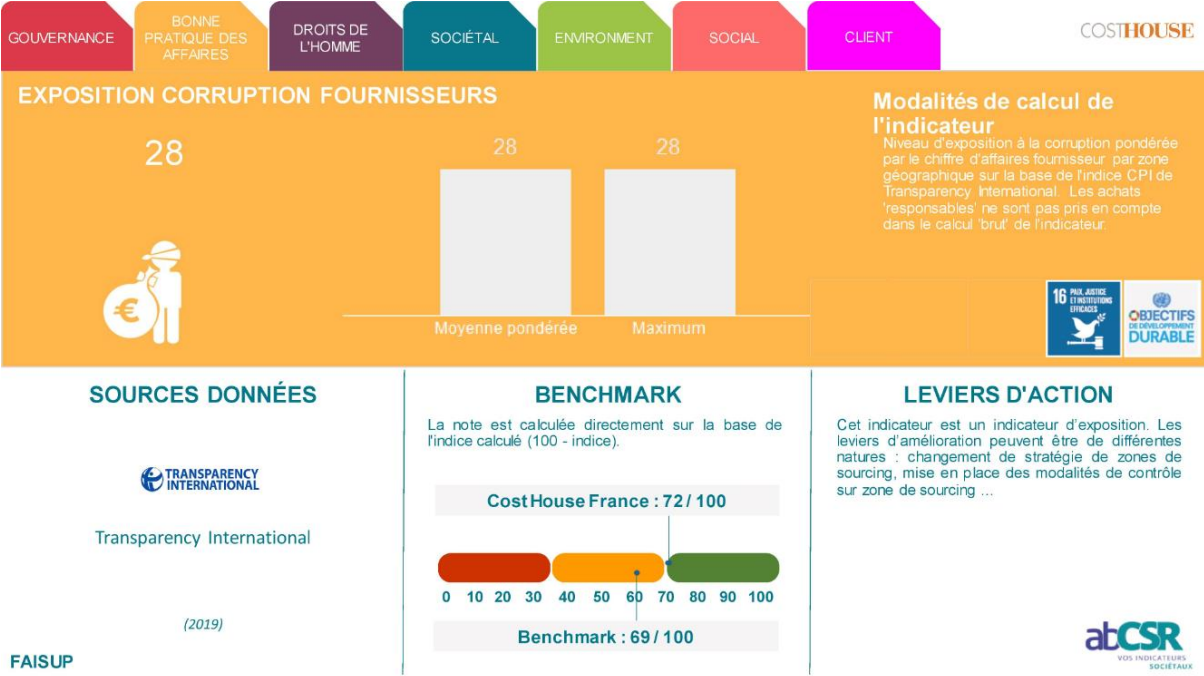 GOUVERNANCE
BONNE
PRATIQUE DES
AFFAIRES
DROITS DE
L'HOMME
SOCIÉTAL
ENVIRONMENT
SOCIAL
CLIENT
COSTHOUSE
EXPOSITION CORRUPTION FOURNISSEURS
28
28
28
Moyenne pondérée
Maximum
Modalités de calcul de
l'indicateur
Niveau d'exposition à la corruption pondérée
par le chiffre d'affaires fournisseur par zone
géographique sur la base de l'indice CPI de
Transparency International. Les achats
'responsables' ne sont pas pris en compte
dans le calcul 'brut' de l'indicateur.
16 PAIX, JUSTICE
ET INSTITUTIONS
EFFICACES
OBJECTIFS
DE DÉVELOPPEMENT
DURABLE
SOURCES DONNÉES
TRANSPARENCY
INTERNATIONAL
Transparency International
(2019)
FAISUP
BENCHMARK
La note est calculée directement sur la base de
l'indice calculé (100 - indice).
CostHouse France : 72 / 100
0 10 20 30 40 50 60 70 80 90 100
Benchmark : 69 / 100
LEVIERS D'ACTION
Cet indicateur est un indicateur d'exposition. Les
leviers d'amélioration peuvent être de différentes
natures : changement de stratégie de zones de
sourcing, mise en place des modalités de contrôle
sur zone de sourcing ...
abCSR
VOS INDICATEURS
SOCIÉTAUX